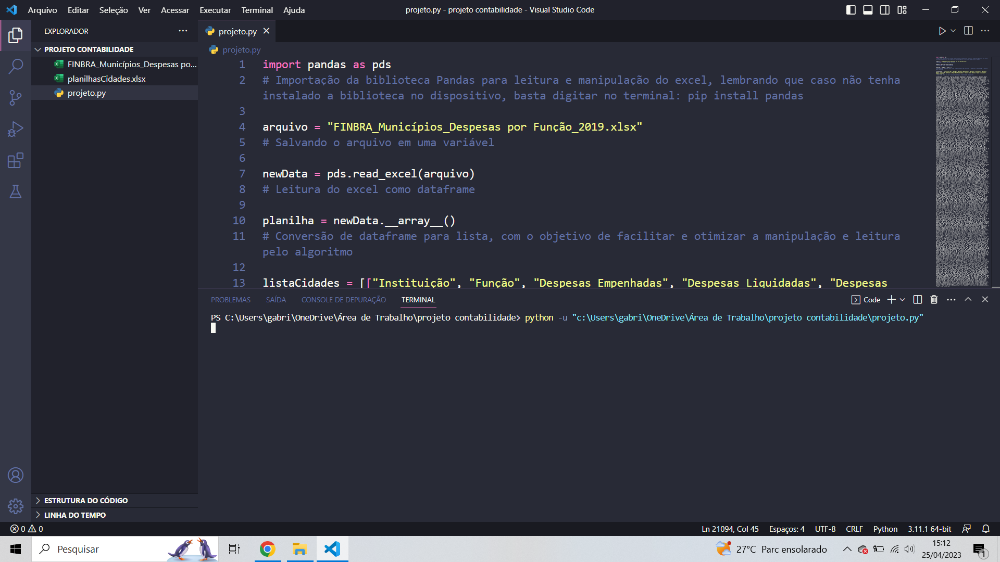 Arquivo Editar Seleção Ver Acessar Executar Terminal Ajuda
projeto.py - projeto contabilidade - Visual Studio Code
EXPLORADOR
PROJETO CONTABILIDADE
FINBRA_Municípios_Despesas po...
planilhasCidades.xlsx
projeto.py
projeto.py
projeto.py
1 import pandas as pds
2 # Importação da biblioteca Pandas para leitura e manipulação do excel, lembrando que caso não tenha
instalado a biblioteca no dispositivo, basta digitar no terminal: pip install pandas
3
4 arquivo = "FINBRA_Municípios_Despesas por Função_2019.xlsx"
5 # Salvando o arquivo em uma variável
6
7 newData = pds.read_excel(arquivo)
8 # Leitura do excel como dataframe
9
10 planilha = newData.__array__()
11 # Conversão de dataframe para lista, com o objetivo de facilitar e otimizar a manipulação e leitura
pelo algoritmo
12
13 listaCidades = [["Instituição", "Função", "Despesas Empenhadas", "Despesas Liquidadas", "Despesas
PROBLEMAS SAÍDA CONSOLE DE DEPURAÇÃO TERMINAL
Code
PS C:\Users\gabri\OneDrive\Área de Trabalho\projeto contabilidade> python -u "c:\Users\gabri\OneDrive\Área de Trabalho\projeto contabilidade\projeto.py"
ESTRUTURA DO CÓDIGO
LINHA DO TEMPO
0 0
Ln 21094, Col 45 Espaços: 4 UTF-8 CRLF Python 3.11.1 64-bit
Pesquisar
27°C Parc ensolarado
15:12
25/04/2023
1